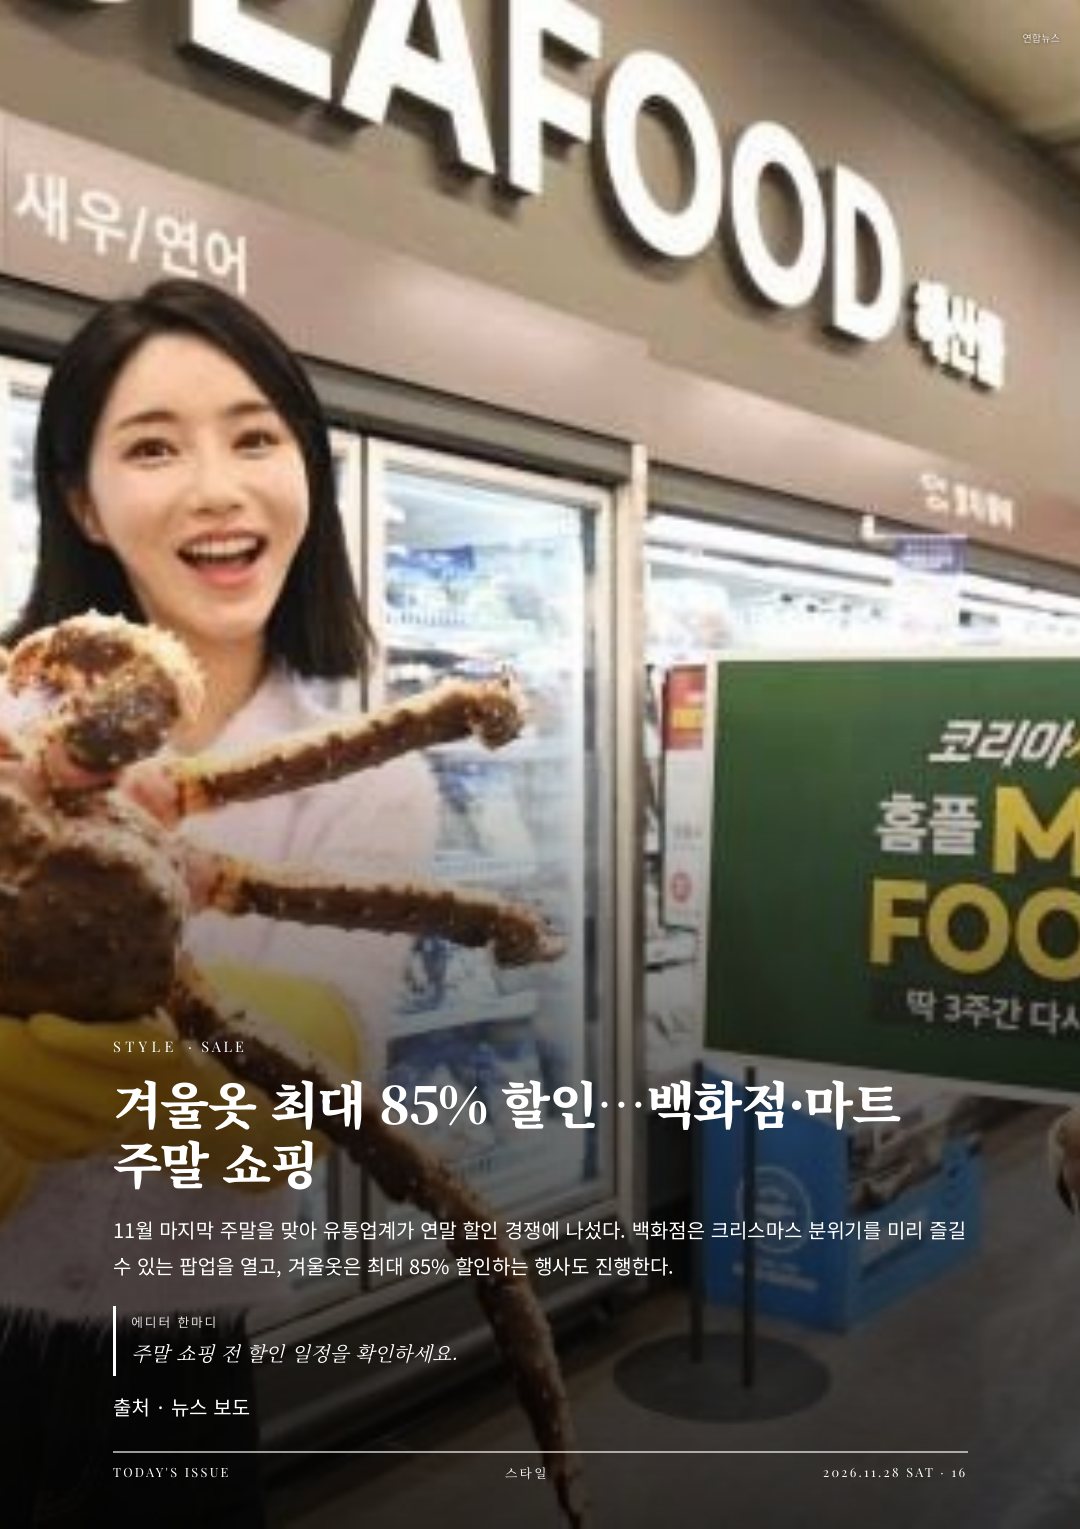 연합뉴스
EAFOOD 해산물
새우/연어
코리아
홈플 M
FOO
딱 3주간 다시
STYLE · SALE
겨울옷 최대 85% 할인…백화점·마트
주말 쇼핑
11월 마지막 주말을 맞아 유통업계가 연말 할인 경쟁에 나섰다. 백화점은 크리스마스 분위기를 미리 즐길
수 있는 팝업을 열고, 겨울옷은 최대 85% 할인하는 행사도 진행한다.
에디터 한마디
주말 쇼핑 전 할인 일정을 확인하세요.
출처 · 뉴스 보도
TODAY'S ISSUE
스타일
2026.11.28 SAT · 16